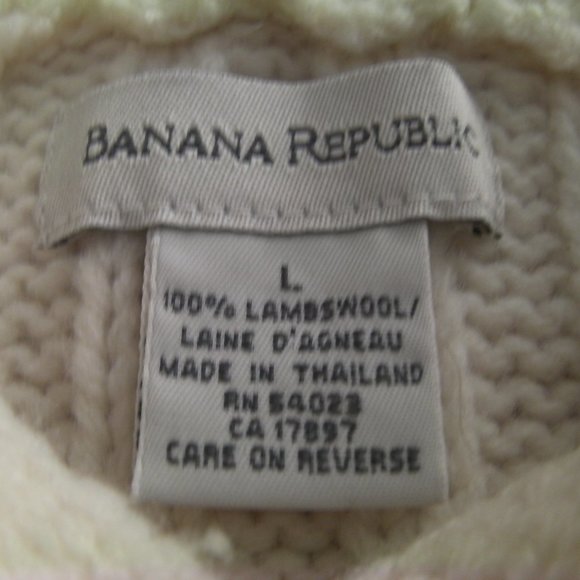 BANANA REPUBLIC
L
100% LAMBSWOOL/
LAINE D'AGNEAU
MADE IN THAILAND
RN 54023
CA 17897
CARE ON REVERSE